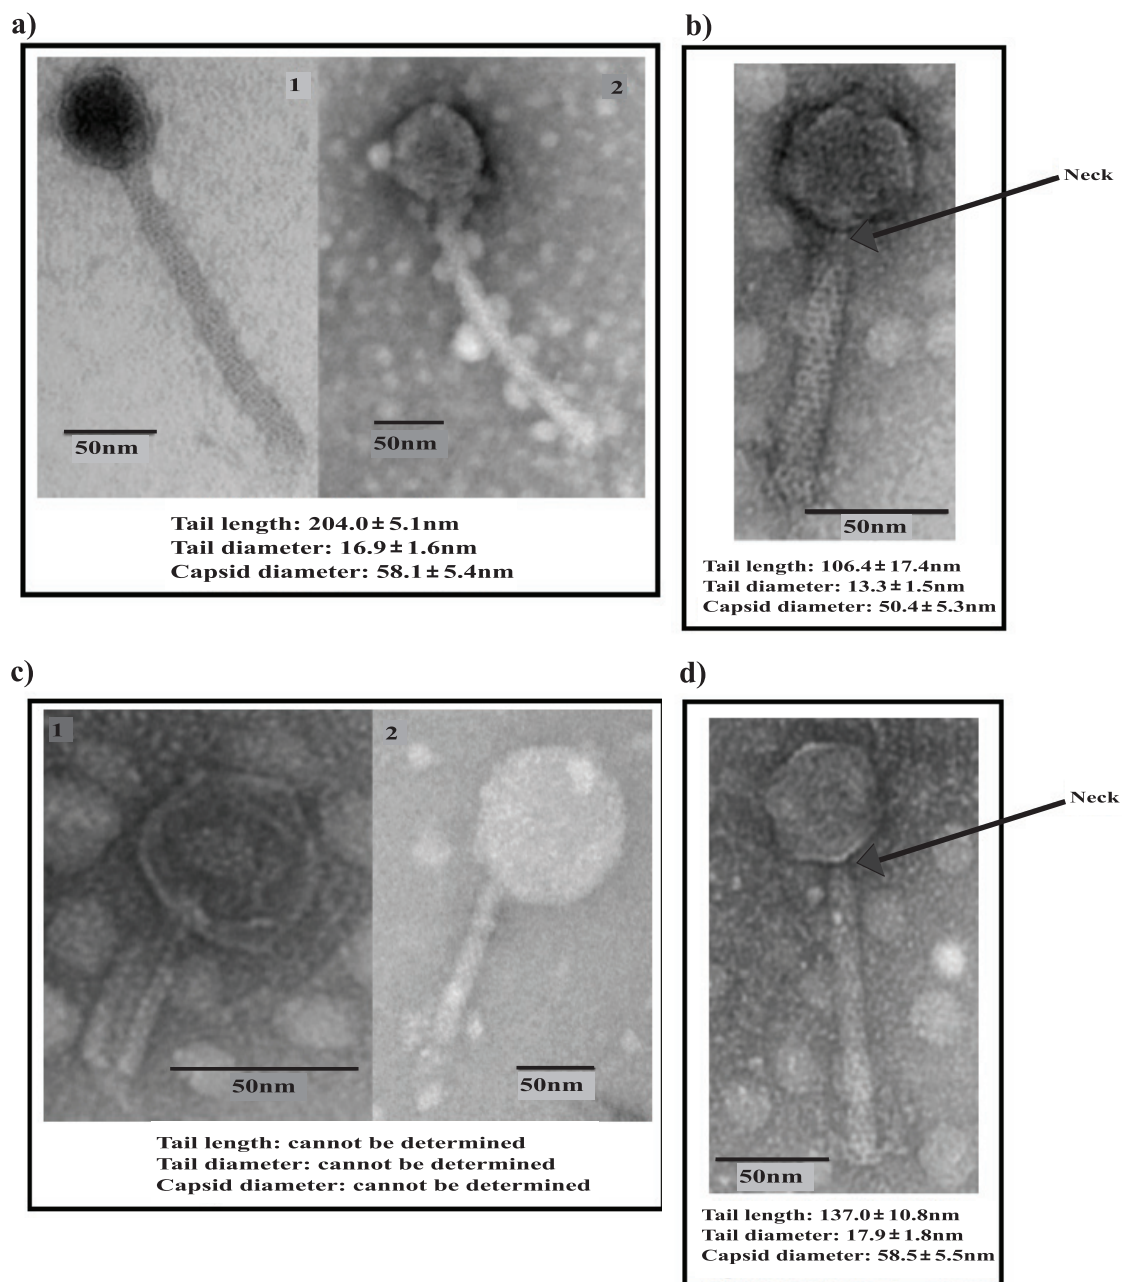 a)
1
2
50nm
50nm
Tail length: 204.0±5.1nm
Tail diameter: 16.9±1.6nm
Capsid diameter: 58.1±5.4nm
b)
Neck
50nm
Tail length: 106.4±17.4nm
Tail diameter: 13.3±1.5nm
Capsid diameter: 50.4±5.3nm
c)
1
2
50nm
50nm
Tail length: cannot be determined
Tail diameter: cannot be determined
Capsid diameter: cannot be determined
d)
Neck
50nm
Tail length: 137.0±10.8nm
Tail diameter: 17.9±1.8nm
Capsid diameter: 58.5±5.5nm